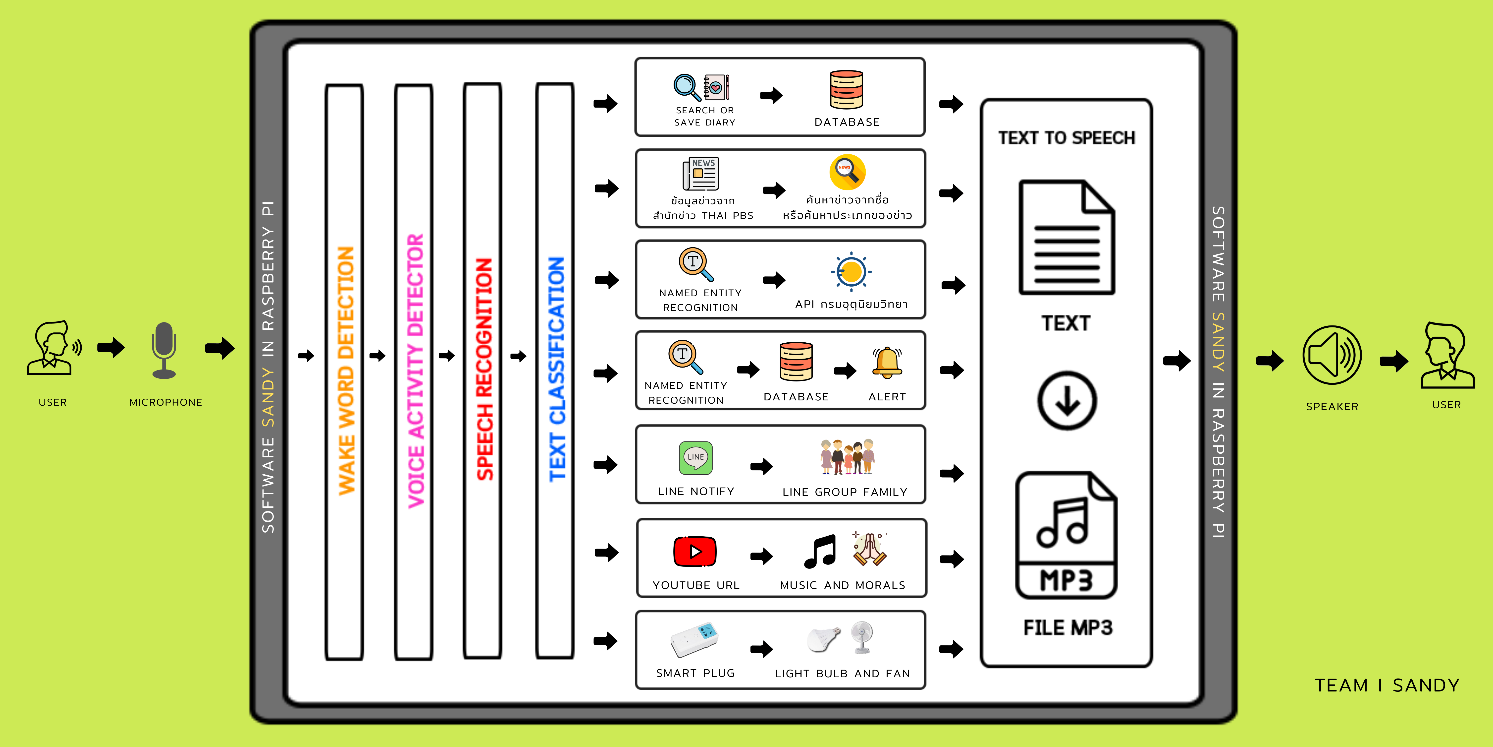 USER
MICROPHONE
SOFTWARE SANDY IN RASPBERRY PI
WAKE WORD DETECTION
VOICE ACTIVITY DETECTOR
SPEECH RECOGNITION
TEXT CLASSIFICATION
SEARCH OR
SAVE DIARY
DATABASE
NEWS
ข้อมูลข่าวจาก
สำนักข่าว THAI PBS
NEWS
ค้นหาข่าวจากชื่อ
หรือค้นหาประเภทของข่าว
T
NAMED ENTITY
RECOGNITION
API กรมอุตุนิยมวิทยา
T
NAMED ENTITY
RECOGNITION
DATABASE
ALERT
LINE
LINE NOTIFY
LINE GROUP FAMILY
YOUTUBE URL
MUSIC AND MORALS
SMART PLUG
LIGHT BULB AND FAN
TEXT TO SPEECH
TEXT
MP3
FILE MP3
SOFTWARE SANDY IN RASPBERRY PI
SPEAKER
USER
TEAM I SANDY